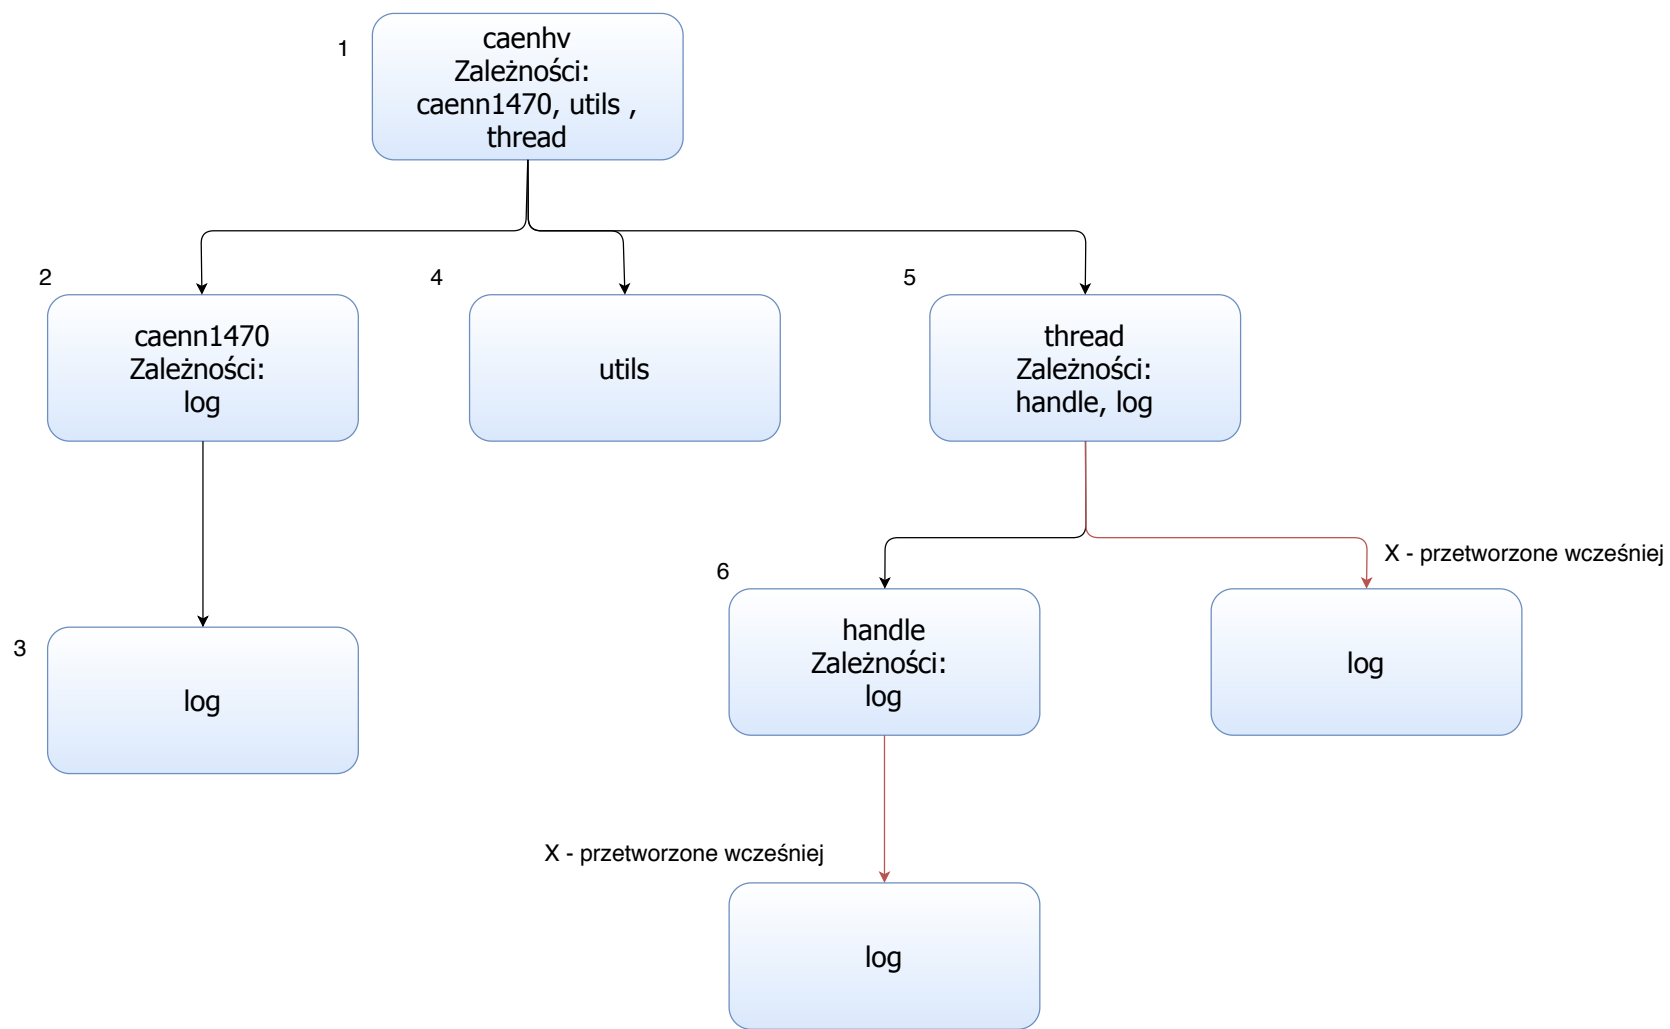 1
caenhv
Zależności:
caenn1470, utils ,
thread
2
caenn1470
Zależności:
log
4
utils
5
thread
Zależności:
handle, log
3
log
6
handle
Zależności:
log
X - przetworzone wcześniej
log
X - przetworzone wcześniej
log